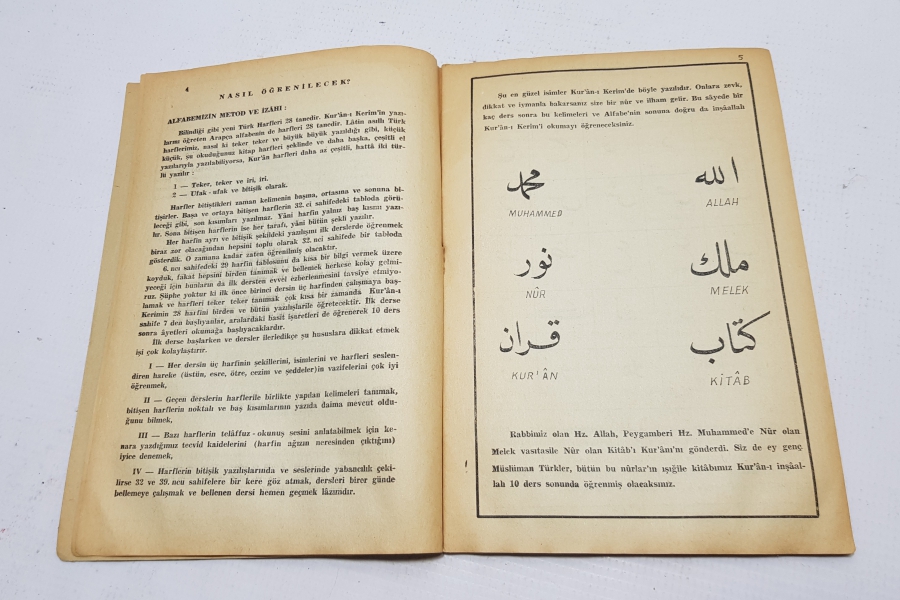 4
NASIL ÖĞRENİLECEK?
ALFABEMİZİN METOD VE İZÂHI :
Bilindiği gibi yeni Türk Harfleri 28 tanedir. Kur'ân-ı Kerim'in yazı-
larını öğreten Arapça alfabenin de harfleri 28 tanedir. Lâtin asıllı Türk
harflerimiz, nasıl ki teker teker ve büyük büyük yazıldığı gibi, küçük
küçük, şu okuduğunuz kitap harfleri şeklinde ve daha başka, çeşitli el
yazılarıyla yazılabiliyorsa, Kur'ân harfleri daha az çeşitli, hattâ iki tür-
lü yazılır :
1 — Teker, teker ve iri, iri.
2 — Ufak - ufak ve bitişik olarak.
Harfler bitiştikleri zaman kelimenin başına, ortasına ve sonuna bi-
tişirler. Başa ve ortaya bitişen harflerin 32. ci sahifedeki tabloda görü-
leceği gibi, son kısımları yazılmaz. Yâni harfin yalnız baş kısmı yazı-
lır. Sona bitişen harflerin ise her tarafı, yâni bütün şekli yazılır.
Her harfin ayrı ve bitişik şekildeki yazılışını ilk derslerde öğrenmek
biraz zor olacağından hepsini toplu olarak 32. nci sahifede bir tabloda
gösterdik. O zamana kadar zaten öğrenilmiş olacaktır.
6. ncı sahifedeki 29 harfin tablosunu da kısa bir bilgi vermek üzere
koyduk, fakat hepsini birden tanımak ve bellemek herkese kolay gelmi-
yeceği için bunların da ilk dersten evvel ezberlenmesini tavsiye etmiyo-
ruz. Şüphe yoktur ki ilk önce birinci dersin üç harfinden çalışmaya baş-
lamak ve harfleri teker teker tanımak çok kısa bir zamanda Kur'an-ı
Kerimin 28 harfini birden ve bütün yazılışlarile öğretecektir. İlk derse
sahife 7 den başlıyanlar, aralardaki basit işaretleri de öğrenerek 10 ders
sonra âyetleri okumağa başlıyacaklardır.
İlk derse başlarken ve dersler ilerledikçe şu hususlara dikkat etmek
işi çok kolaylaştırır.
I — Her dersin üç harfinin şekillerini, isimlerini ve harfleri seslen-
diren hareke (üstün, esre, ötre, cezim ve şeddeler)in vazifelerini çok iyi
öğrenmek,
II — Geçen derslerin harflerile birlikte yapılan kelimeleri tanımak,
bitişen harflerin noktalı ve baş kısımlarının yazıda daima mevcut oldu-
ğunu bilmek,
III — Bazı harflerin telâffuz - okunuş sesini anlatabilmek için ke-
nara yazdığımız tecvid kaidelerini (harfin ağızın neresinden çıktığını)
iyice denemek,
IV — Harflerin bitişik yazılışlarında ve seslerinde yabancılık çeki-
lirse 32 ve 39. ncu sahifelere bir kere göz atmak, dersleri birer günde
bellemeye çalışmak ve bellenen dersi hemen geçmek lâzımdır.
5
Şu en güzel isimler Kur'ân-ı Kerim'de böyle yazılıdır. Onlara zevk,
dikkat ve iymanla bakarsanız size bir nûr ve ilham gelir. Bu sâyede bir
kaç ders sonra bu kelimeleri ve Alfabe'nin sonuna doğru da inşâallah
Kur'ân-ı Kerim'i okumayı öğreneceksiniz.
محمد الله
MUHAMMED ALLAH
نور ملك
NÛR MELEK
قران كتاب
KUR'ÂN KİTÂB
Rabbimiz olan Hz. Allah, Peygamberi Hz. Muhammed'e Nûr olan
Melek vasıtasile Nûr olan Kitâb'ı Kur'ânı'nı gönderdi. Siz de ey genç
Müslüman Türkler, bütün bu nûrlar'ın ışığile kitâbımız Kur'ân-ı inşâal-
lah 10 ders sonunda öğrenmiş olacaksınız.